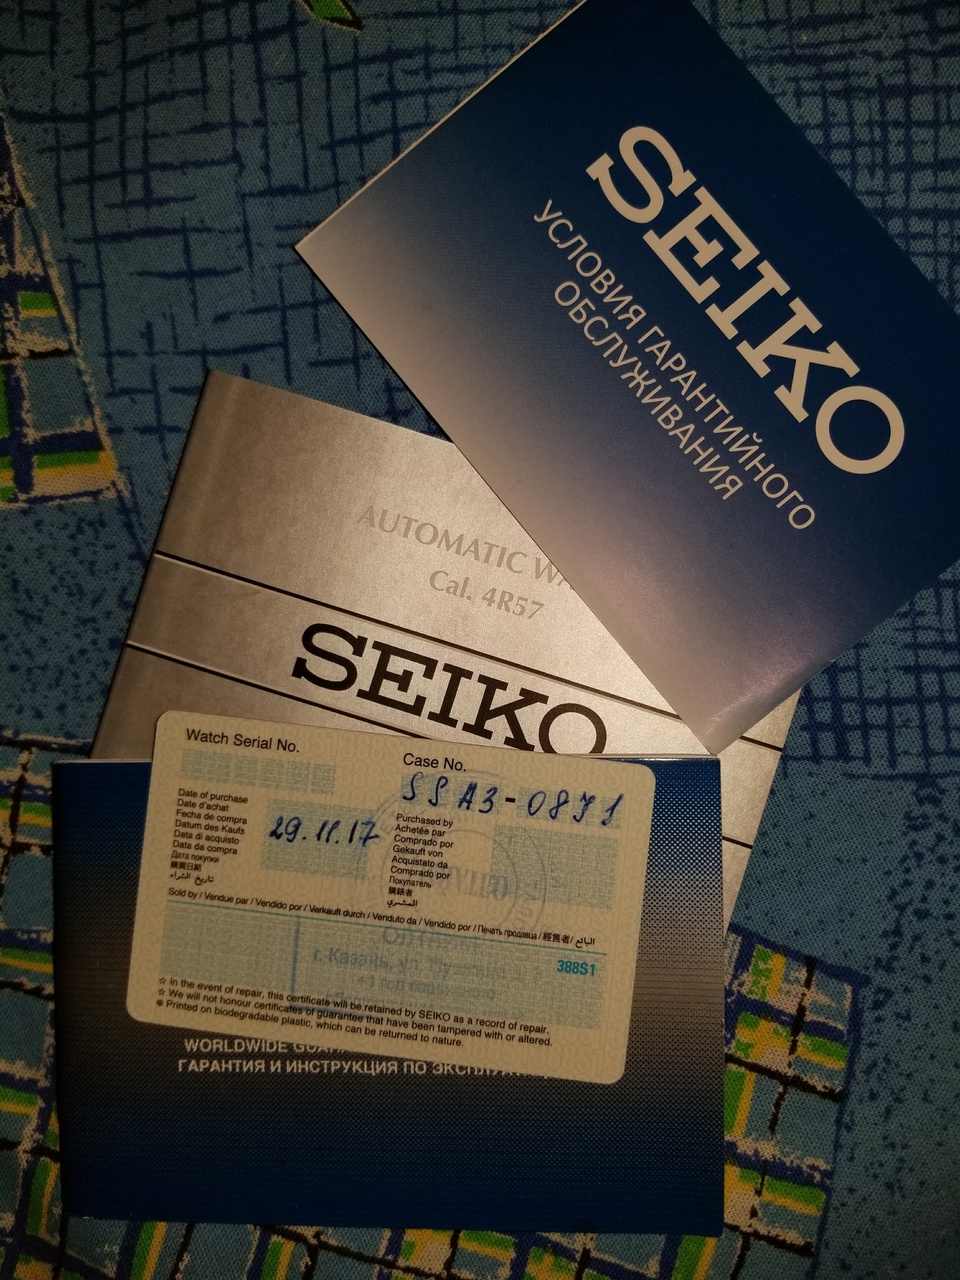 SEIKO
УСЛОВИЯ ГАРАНТИЙНОГО
ОБСЛУЖИВАНИЯ
AUTOMATIC
Cal. 4R57
SEIKO
Watch Serial No.
Case No.
SSA3-0871
Date of purchase
Date d'achat
Fecha de compra
Datum des Kaufs
Data di acquisto
Data da compra
Дата покупки
購買日期
تاريخ الشراء
29.11.17
Purchased by
Achetée par
Comprado por
Gekauft von
Acquistato da
Comprado por
Покупатель
購錶者
المشتري
Sold by / Vendue par / Vendido por / Verkauft durch / Venduto da / Vendido por / Печать продавца / 經售者 / البائع
388S1
г. Казань, ул.
☆ In the event of repair, this certificate will be retained by SEIKO as a record of repair.
☆ We will not honour certificates of guarantee that have been tampered with or altered.
Printed on biodegradable plastic, which can be returned to nature.
WORLDWIDE
ГАРАНТИЯ И ИНСТРУКЦИЯ ПО